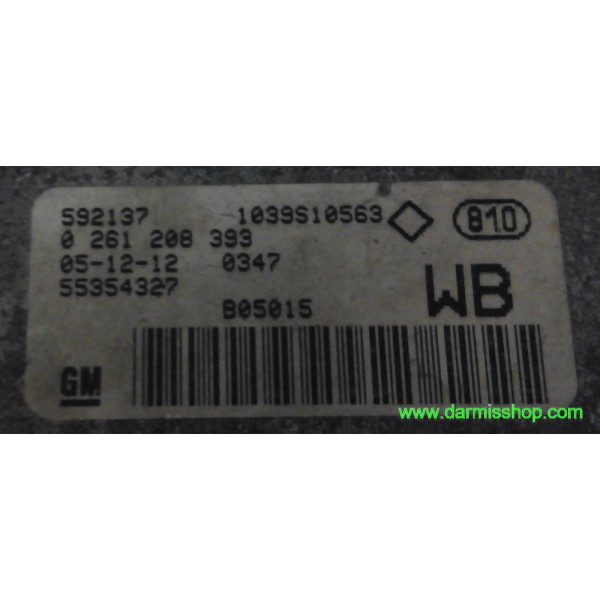 592137 1039S10563 810
0 261 208 393
05-12-12 0347
55354327 WB
B05015
GM
www.darmisshop.com